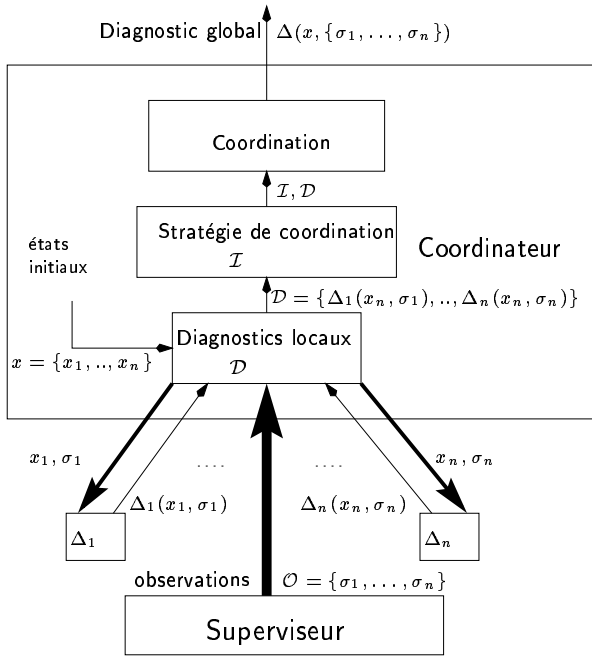 Diagnostic global Δ(x, {σ₁, . . . , σₙ})
Coordination
ℐ, 𝒟
Stratégie de coordination
ℐ
Coordinateur
états
initiaux
𝒟 = {Δ₁(xₙ, σ₁), .., Δₙ(xₙ, σₙ)}
Diagnostics locaux
𝒟
x = {x₁, .., xₙ}
x₁, σ₁
xₙ, σₙ
.... ....
Δ₁(x₁, σ₁)
Δₙ(xₙ, σₙ)
Δ₁
Δₙ
observations 𝒪 = {σ₁, . . . , σₙ}
Superviseur